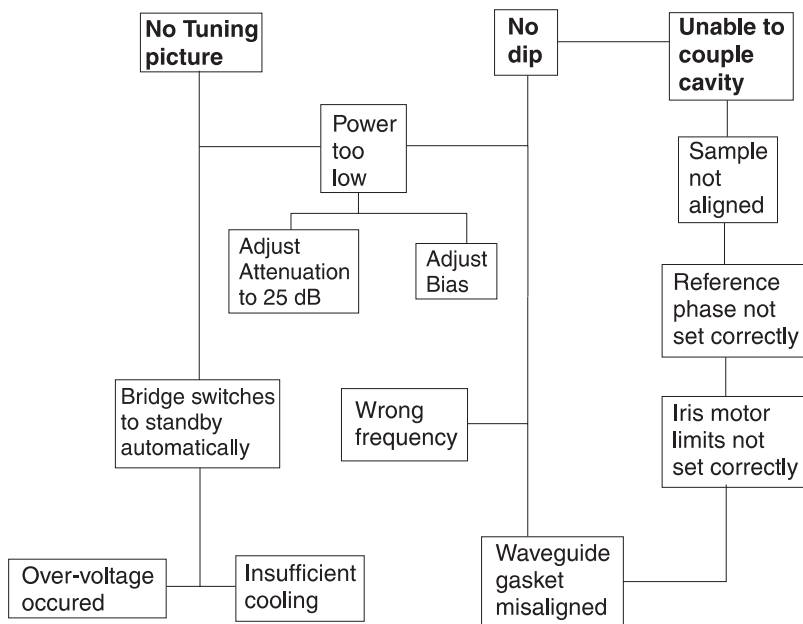 No Tuning
picture
No
dip
Unable to
couple
cavity
Power
too
low
Sample
not
aligned
Adjust
Attenuation
to 25 dB
Adjust
Bias
Reference
phase not
set correctly
Bridge switches
to standby
automatically
Wrong
frequency
Iris motor
limits not
set correctly
Over-voltage
occured
Insufficient
cooling
Waveguide
gasket
misaligned